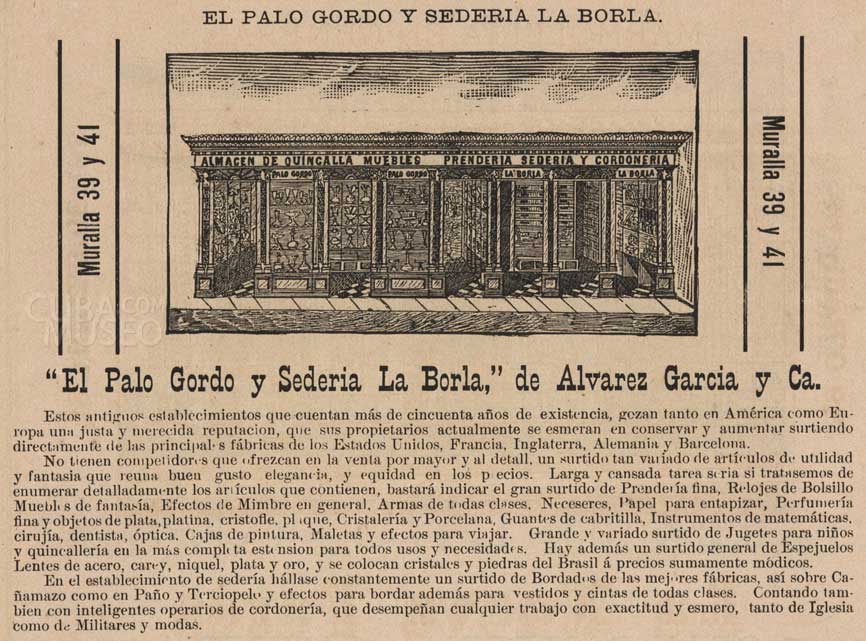 EL PALO GORDO Y SEDERIA LA BORLA.
Muralla 39 y 41
Muralla 39 y 41
ALMACEN DE QUINCALLA MUEBLES PRENDERIA SEDERIA Y CORDONERIA
PALO GORDO PALO GORDO LA BORLA LA BORLA
CUBA.COM
MUSEO
"El Palo Gordo y Sederia La Borla," de Alvarez Garcia y Ca.
Estos antiguos establecimientos que cuentan más de cincuenta años de existencia, gozan tanto en América como Eu-
ropa una justa y merecida reputacion, que sus propietarios actualmente se esmeran en conservar y aumentar surtiendo
directamente de las principales fábricas de los Estados Unidos, Francia, Inglaterra, Alemania y Barcelona.
No tienen competidores que ofrezcan en la venta por mayor y al detall, un surtido tan variado de artículos de utilidad
y fantasia que reuna buen gusto elegancia, y equidad en los precios. Larga y cansada tarea seria si tratasemos de
enumerar detalladamente los artículos que contienen, bastará indicar el gran surtido de Prendería fina, Relojes de Bolsillo
Muebles de fantasía, Efectos de Mimbre en general, Armas de todas clases, Neceseres, Papel para entapizar, Perfumería
fina y objetos de plata, platina, cristofle, plaque, Cristalería y Porcelana, Guantes de cabritilla, Instrumentos de matemáticas,
cirujía, dentista, óptica, Cajas de pintura, Maletas y efectos para viajar. Grande y variado surtido de Jugetes para niños
y quincallería en la más completa estension para todos usos y necesidades. Hay además un surtido general de Espejuelos
Lentes de acero, carey, niquel, plata y oro, y se colocan cristales y piedras del Brasil á precios sumamente módicos.
En el establecimiento de sedería hállase constantemente un surtido de Bordados de las mejores fábricas, así sobre Ca-
ñamazo como en Paño y Terciopelo y efectos para bordar además para vestidos y cintas de todas clases. Contando tam-
bien con inteligentes operarios de cordonería, que desempeñan cualquier trabajo con exactitud y esmero, tanto de Iglesia
como de Militares y modas.